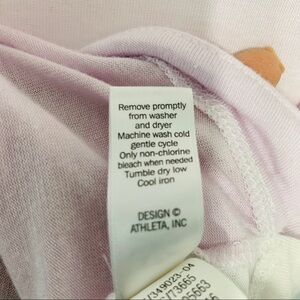 Remove promptly
from washer
and dryer
Machine wash cold
gentle cycle
Only non-chlorine
bleach when needed
Tumble dry low
Cool iron
DESIGN ©
ATHLETA, INC